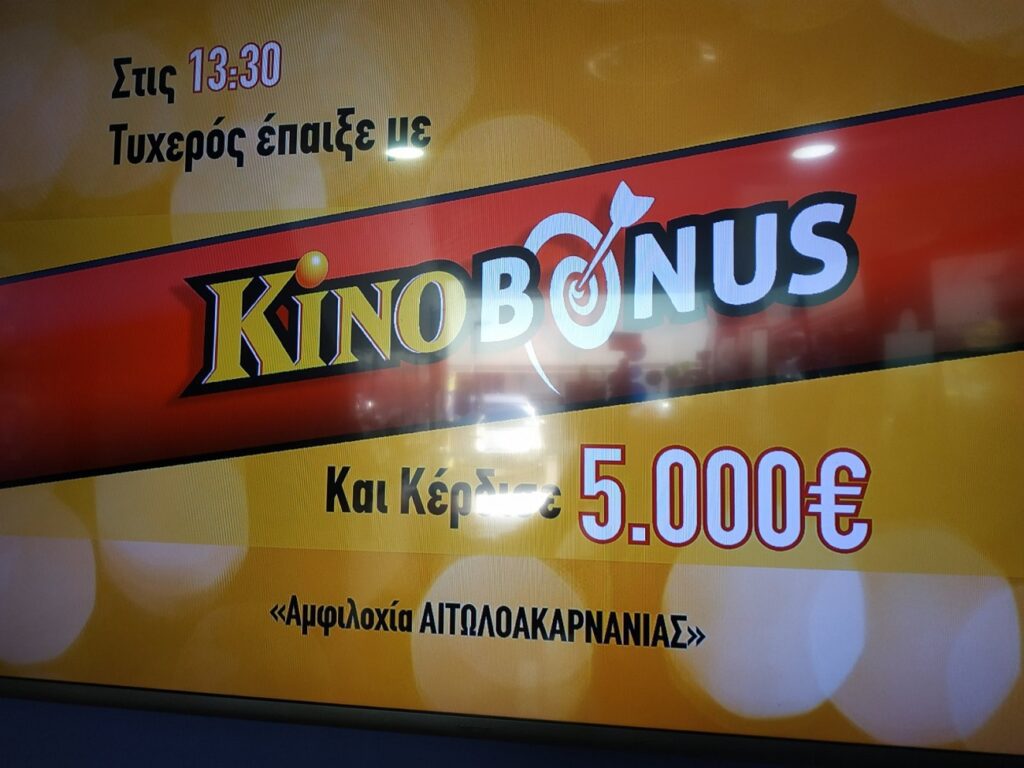 Στις 13:30
Τυχερός έπαιξε με
KINO BONUS
Και Κέρδισε 5.000€
«Αμφιλοχία ΑΙΤΩΛΟΑΚΑΡΝΑΝΙΑΣ»